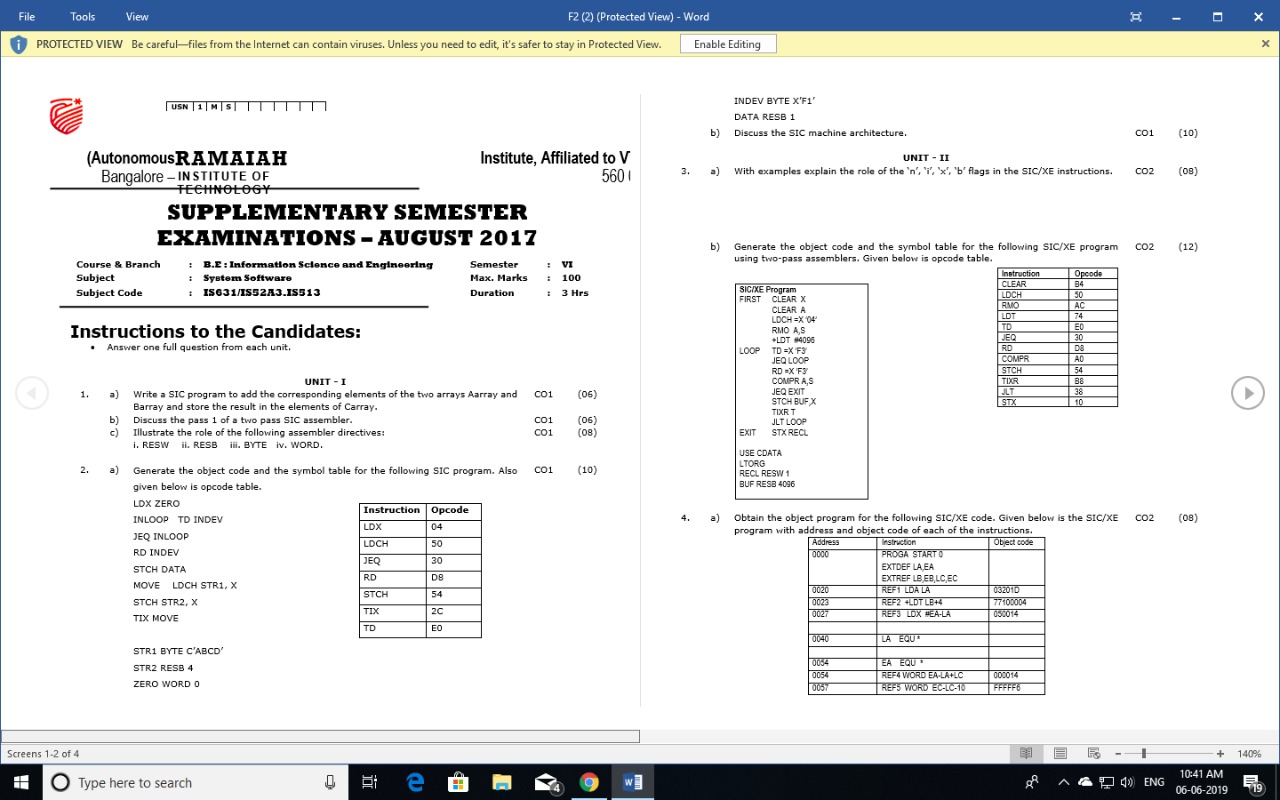 File Tools View F2 (2) (Protected View) - Word
PROTECTED VIEW Be careful—files from the Internet can contain viruses. Unless you need to edit, it's safer to stay in Protected View. Enable Editing
USN 1 M S
(Autonomous RAMAIAH Institute, Affiliated to V
Bangalore – INSTITUTE OF 560
TECHNOLOGY
SUPPLEMENTARY SEMESTER
EXAMINATIONS – AUGUST 2017
Course & Branch : B.E : Information Science and Engineering Semester : VI
Subject : System Software Max. Marks : 100
Subject Code : IS631/IS52A3.IS513 Duration : 3 Hrs
Instructions to the Candidates:
• Answer one full question from each unit.
UNIT - I
1. a) Write a SIC program to add the corresponding elements of the two arrays Aarray and CO1 (06)
Barray and store the result in the elements of Carray.
b) Discuss the pass 1 of a two pass SIC assembler. CO1 (06)
c) Illustrate the role of the following assembler directives: CO1 (08)
i. RESW ii. RESB iii. BYTE iv. WORD.
2. a) Generate the object code and the symbol table for the following SIC program. Also CO1 (10)
given below is opcode table.
LDX ZERO
INLOOP TD INDEV
JEQ INLOOP
RD INDEV
STCH DATA
MOVE LDCH STR1, X
STCH STR2, X
TIX MOVE
STR1 BYTE C'ABCD'
STR2 RESB 4
ZERO WORD 0
Instruction Opcode
LDX 04
LDCH 50
JEQ 30
RD D8
STCH 54
TIX 2C
TD E0
INDEV BYTE X'F1'
DATA RESB 1
b) Discuss the SIC machine architecture. CO1 (10)
UNIT - II
3. a) With examples explain the role of the 'n', 'i', 'x', 'b' flags in the SIC/XE instructions. CO2 (08)
b) Generate the object code and the symbol table for the following SIC/XE program CO2 (12)
using two-pass assemblers. Given below is opcode table.
SIC/XE Program
FIRST CLEAR X
CLEAR A
LDCH =X '04'
RMO A,S
+LDT #4096
LOOP TD =X 'F3'
JEQ LOOP
RD =X 'F3'
COMPR A,S
JEQ EXIT
STCH BUF,X
TIXR T
JLT LOOP
EXIT STX RECL
USE CDATA
LTORG
RECL RESW 1
BUF RESB 4096
Instruction Opcode
CLEAR B4
LDCH 50
RMO AC
LDT 74
TD E0
JEQ 30
RD D8
COMPR A0
STCH 54
TIXR B8
JLT 38
STX 10
4. a) Obtain the object program for the following SIC/XE code. Given below is the SIC/XE CO2 (08)
program with address and object code of each of the instructions.
Address Instruction Object code
0000 PROGA START 0
EXTDEF LA,EA
EXTREF LB,EB,LC,EC
0020 REF1 LDA LA 03201D
0023 REF2 +LDT LB+4 77100004
0027 REF3 LDX #EA-LA 050014
0040 LA EQU *
0054 EA EQU *
0054 REF4 WORD EA-LA+LC 000014
0057 REF5 WORD EC-LC-10 FFFFF6
Screens 1-2 of 4 140%
Type here to search 4 ENG 10:41 AM 19
06-06-2019